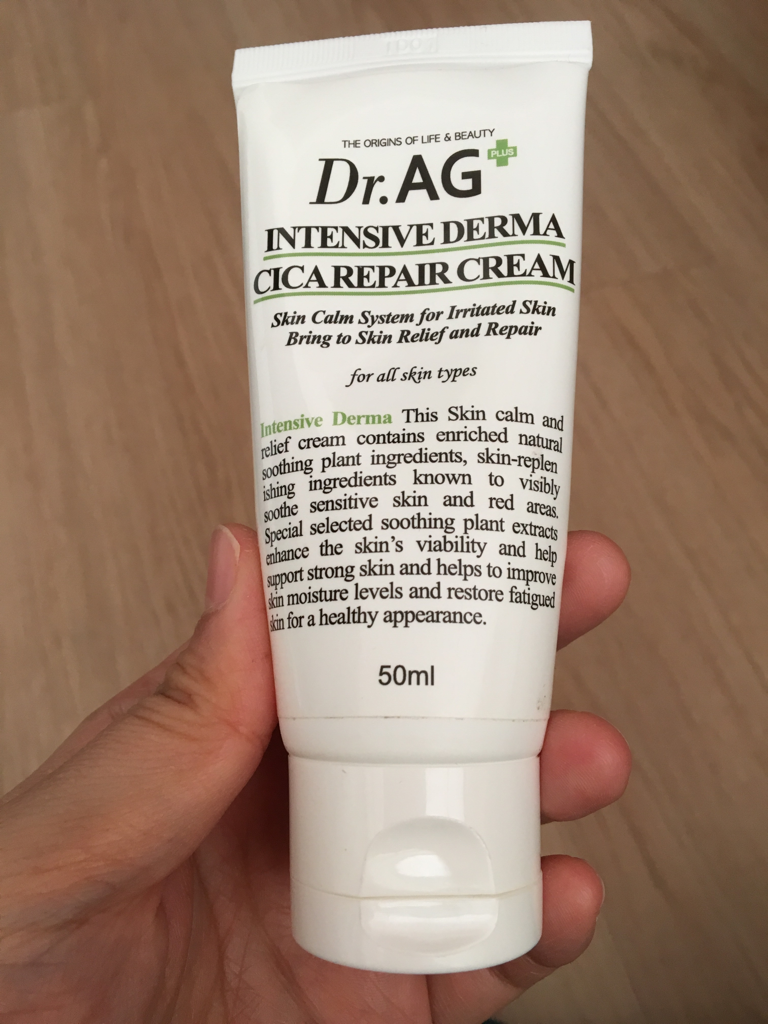 THE ORIGINS OF LIFE & BEAUTY
Dr.AG PLUS
INTENSIVE DERMA
CICA REPAIR CREAM
Skin Calm System for Irritated Skin
Bring to Skin Relief and Repair
for all skin types
Intensive Derma This Skin calm and
relief cream contains enriched natural
soothing plant ingredients, skin-replen
ishing ingredients known to visibly
soothe sensitive skin and red areas.
Special selected soothing plant extracts
enhance the skin's viability and help
support strong skin and helps to improve
skin moisture levels and restore fatigued
skin for a healthy appearance.
50ml